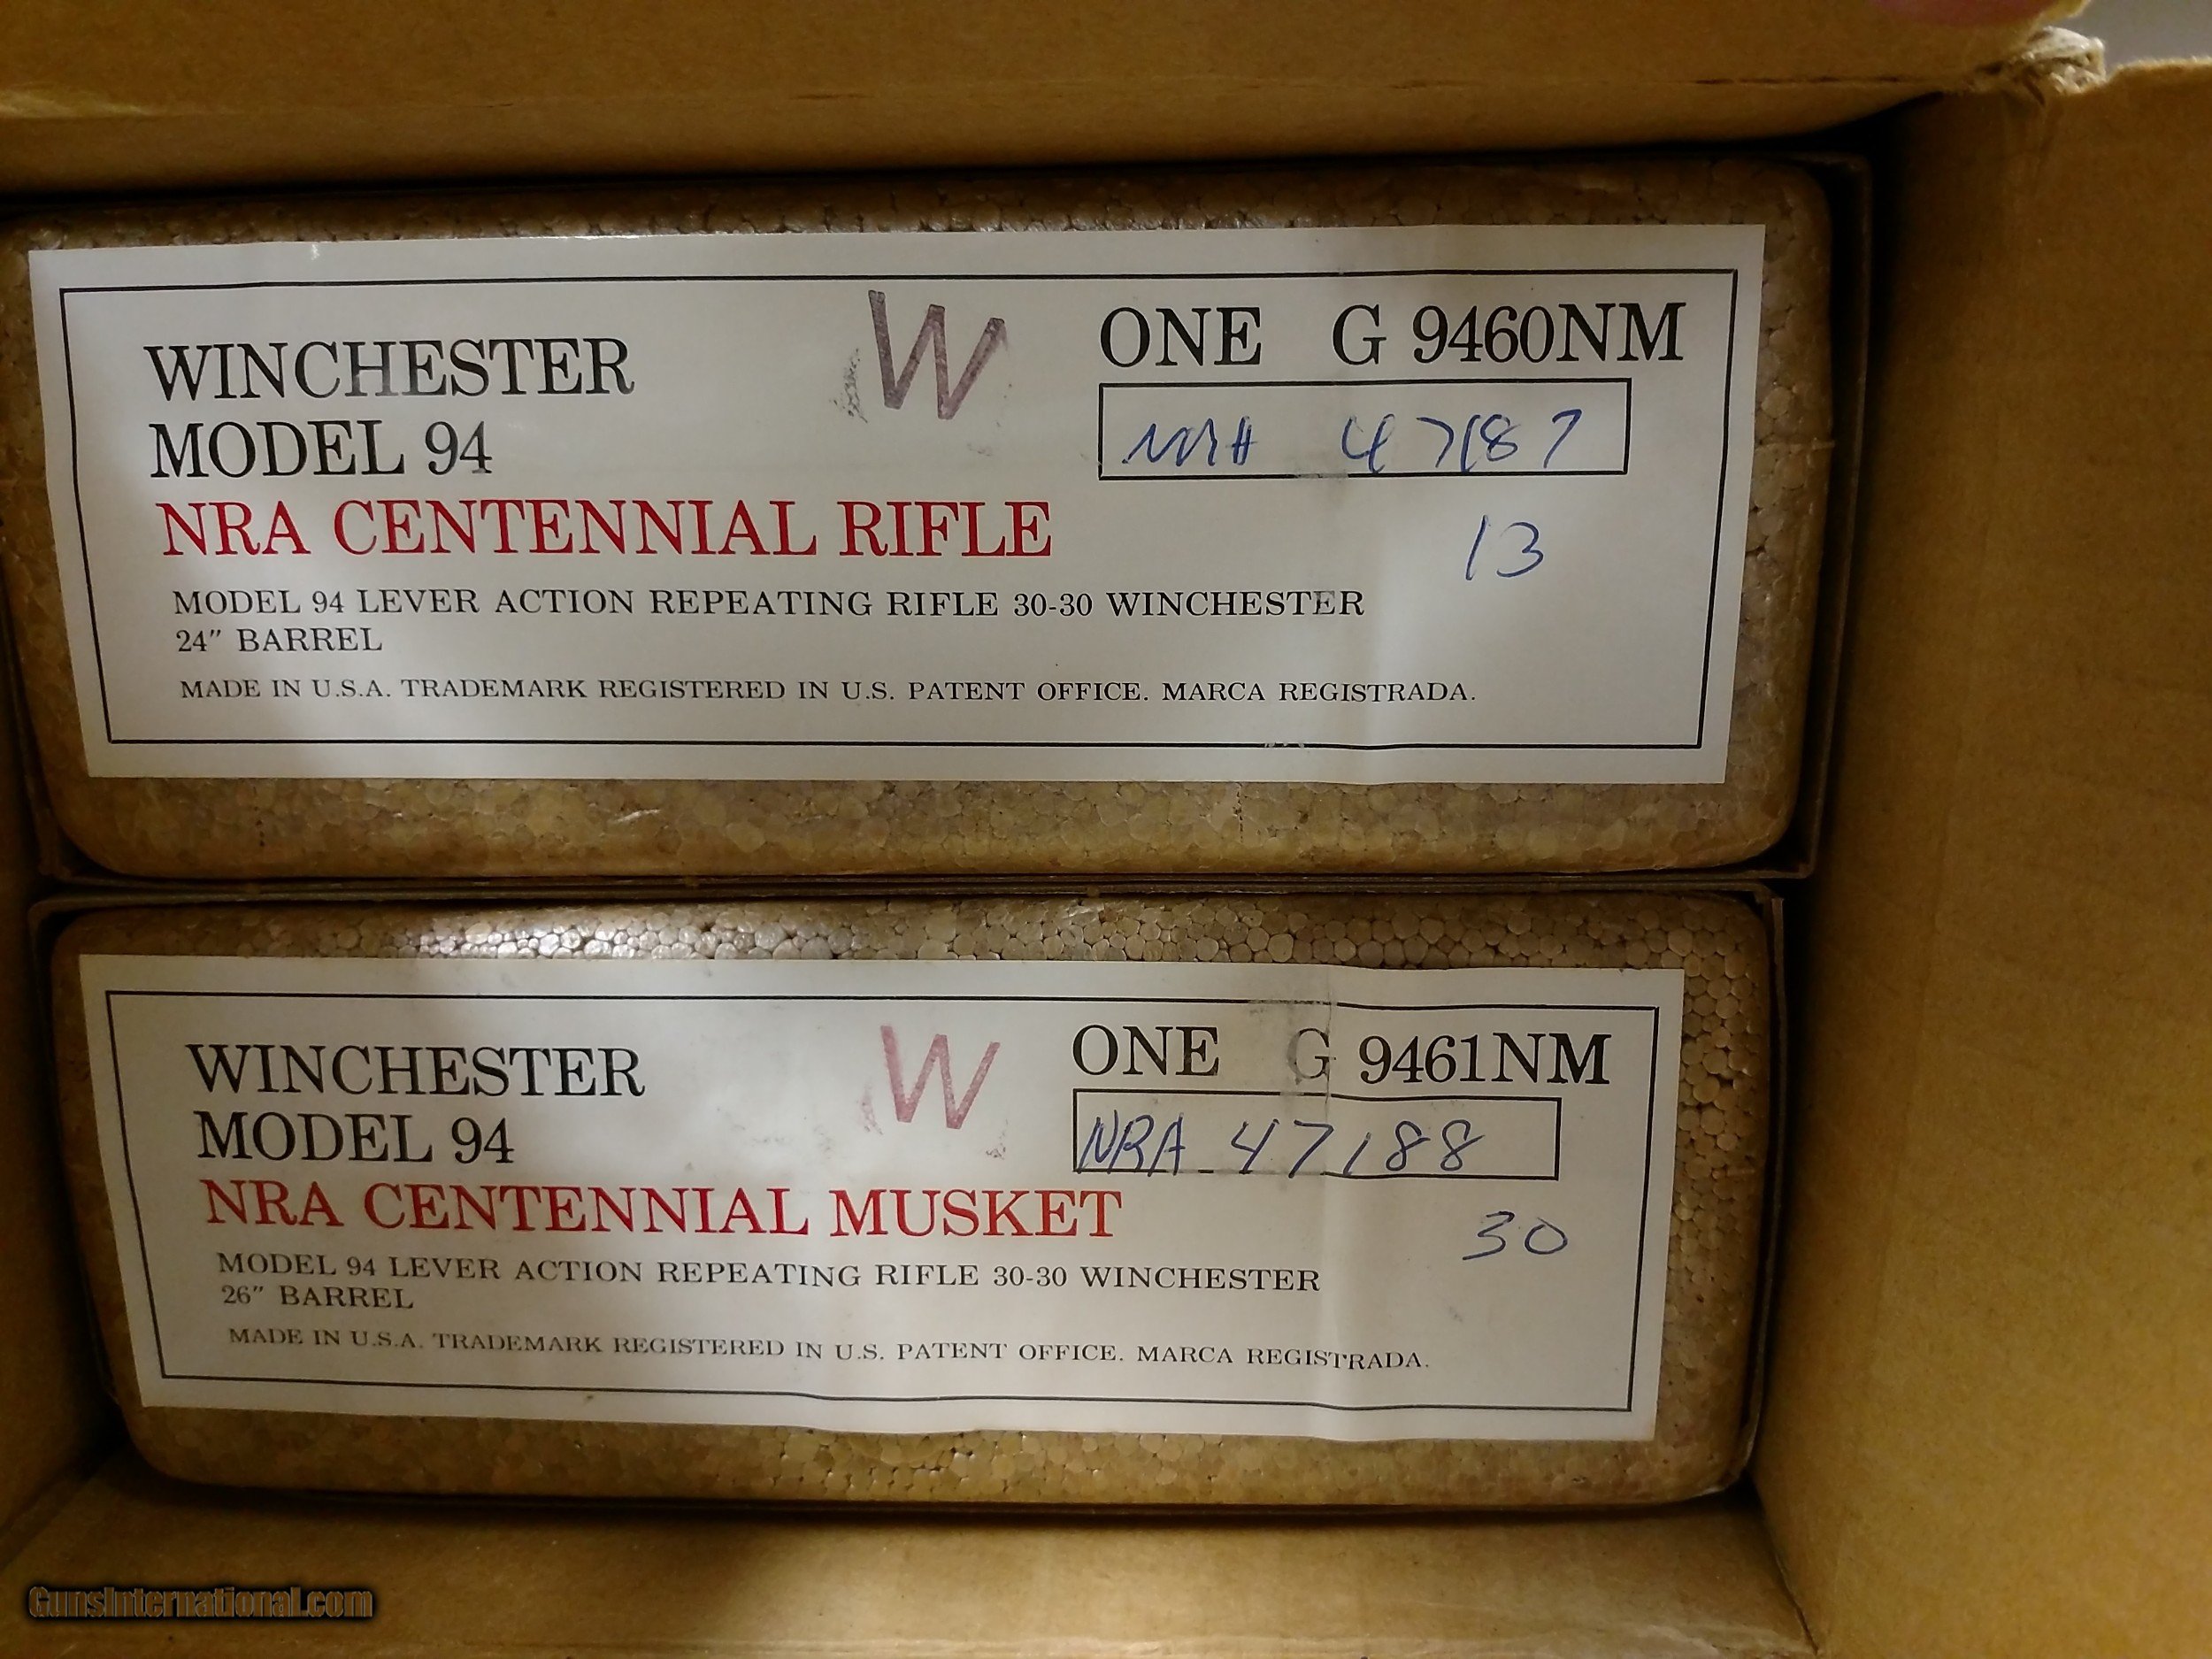 WINCHESTER
MODEL 94
NRA CENTENNIAL RIFLE
MODEL 94 LEVER ACTION REPEATING RIFLE 30-30 WINCHESTER
24" BARREL
MADE IN U.S.A. TRADEMARK REGISTERED IN U.S. PATENT OFFICE. MARCA REGISTRADA.
W
ONE G 9460NM
NRA 47187
13
WINCHESTER
MODEL 94
NRA CENTENNIAL MUSKET
MODEL 94 LEVER ACTION REPEATING RIFLE 30-30 WINCHESTER
26" BARREL
MADE IN U.S.A. TRADEMARK REGISTERED IN U.S. PATENT OFFICE. MARCA REGISTRADA.
W
ONE G 9461NM
NRA 47188
30
GunsInternational.com